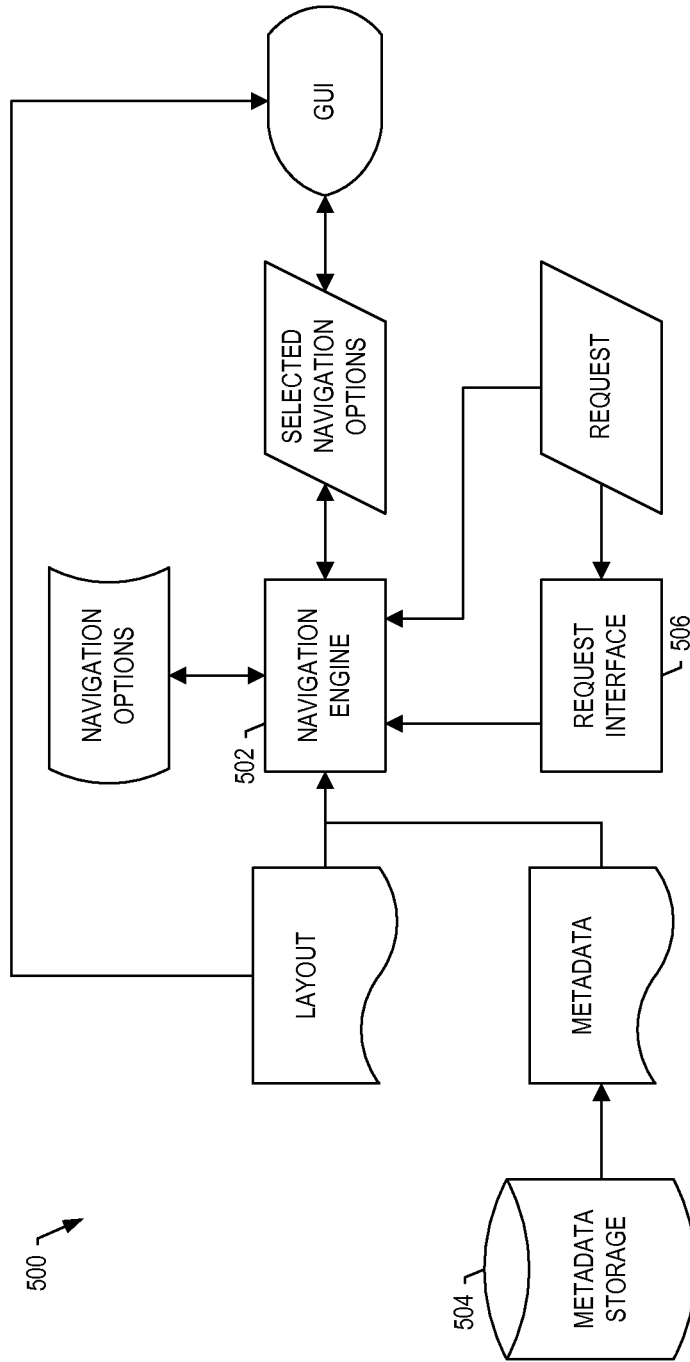 500
NAVIGATION
OPTIONS
LAYOUT
502
NAVIGATION
ENGINE
SELECTED
NAVIGATION
OPTIONS
GUI
504
METADATA
STORAGE
METADATA
REQUEST
INTERFACE
506
REQUEST